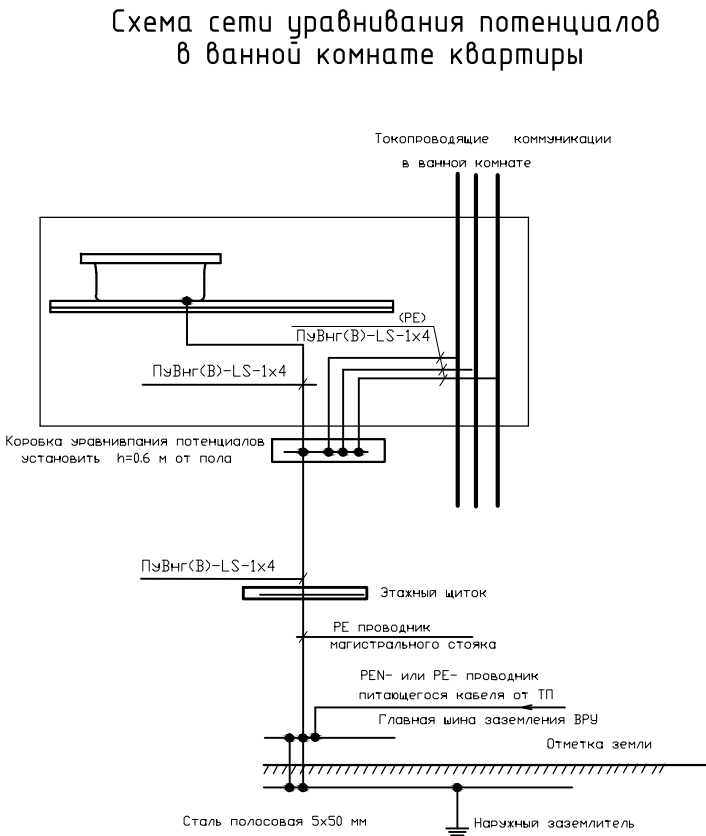 Схема сети уравнивания потенциалов
в ванной комнате квартиры
Токопроводящие коммуникации
в ванной комнате
(PE)
ПуВнг(В)-LS-1x4
ПуВнг(В)-LS-1x4
Коробка уравнивпания потенциалов
установить h=0.6 м от пола
ПуВнг(В)-LS-1x4
Этажный щиток
PE проводник
магистрального стояка
PEN- или PE- проводник
питающегося кабеля от ТП
Главная шина заземления ВРУ
Отметка земли
Сталь полосовая 5x50 мм
Наружный заземлитель